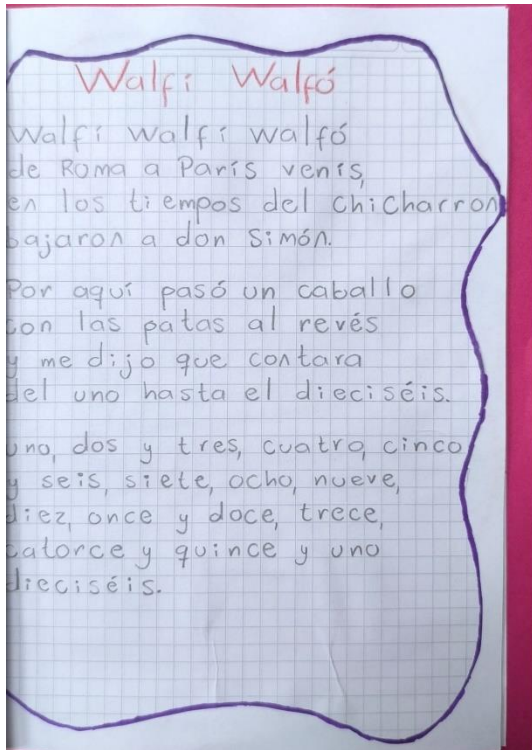 Walfi Walfó
Walfi walfi walfó
de Roma a París venís,
en los tiempos del chicharron
bajaron a don Simón.
Por aquí pasó un caballo
con las patas al revés
y me dijo que contara
del uno hasta el dieciséis.
uno, dos y tres, cuatro, cinco
y seis, siete, ocho, nueve,
diez, once y doce, trece,
catorce y quince y uno
dieciséis.